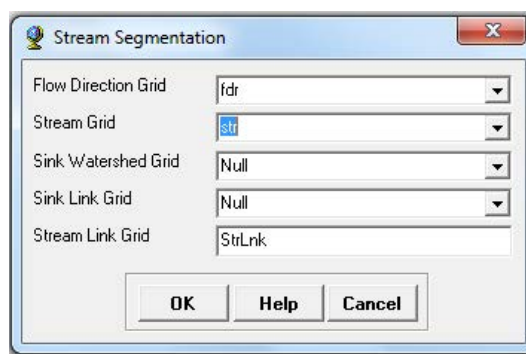 Stream Segmentation
Flow Direction Grid fdr
Stream Grid str
Sink Watershed Grid Null
Sink Link Grid Null
Stream Link Grid StrLnk
OK Help Cancel